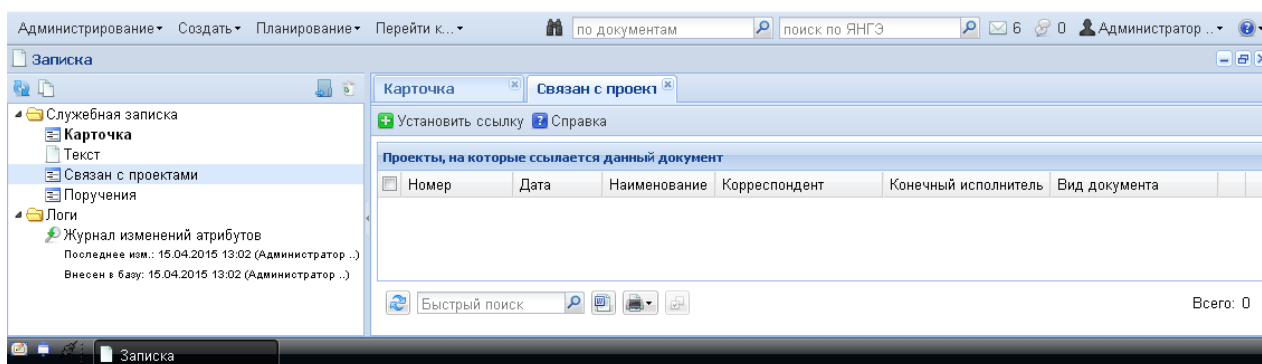 Администрирование Создать Планирование Перейти к... по документам поиск по ЯНГЭ 6 0 Администратор ..
Записка
Карточка Связан с проект
Служебная записка
Карточка
Текст
Связан с проектами
Поручения
Логи
Журнал изменений атрибутов
Последнее изм.: 15.04.2015 13:02 (Администратор ..)
Внесен в базу: 15.04.2015 13:02 (Администратор ..)
Установить ссылку Справка
Проекты, на которые ссылается данный документ
Номер Дата Наименование Корреспондент Конечный исполнитель Вид документа
Быстрый поиск Всего: 0
Записка